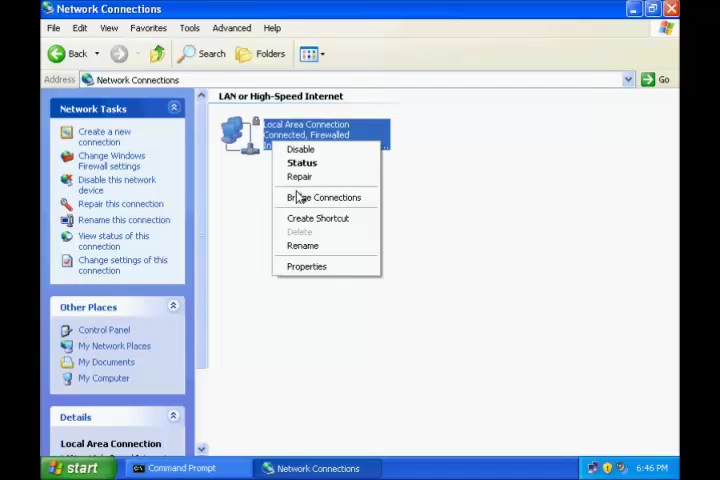 Network Connections
File Edit View Favorites Tools Advanced Help
Back Search Folders
Address Network Connections Go
Network Tasks
Create a new
connection
Change Windows
Firewall settings
Disable this network
device
Repair this connection
Rename this connection
View status of this
connection
Change settings of this
connection
Other Places
Control Panel
My Network Places
My Documents
My Computer
Details
Local Area Connection
LAN or High-Speed Internet
Local Area Connection
Connected, Firewalled
Disable
Status
Repair
Connections
Create Shortcut
Delete
Rename
Properties
start Command Prompt Network Connections 6:46 PM